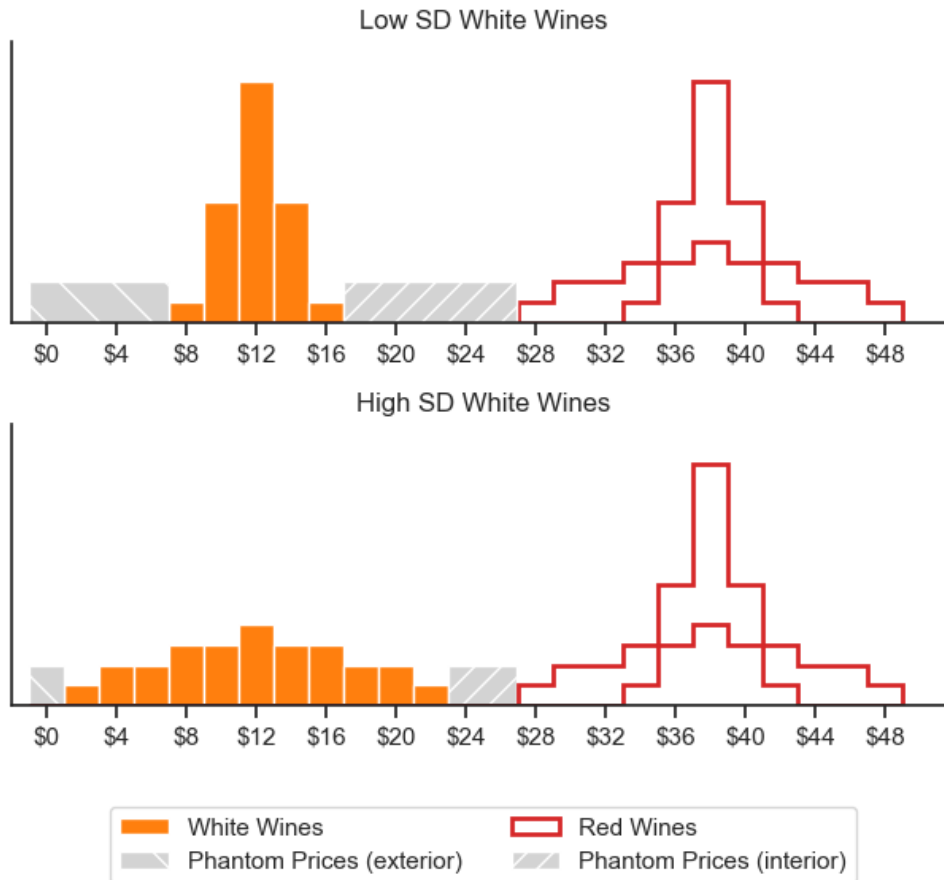 Low SD White Wines
$0 $4 $8 $12 $16 $20 $24 $28 $32 $36 $40 $44 $48
High SD White Wines
$0 $4 $8 $12 $16 $20 $24 $28 $32 $36 $40 $44 $48
White Wines Red Wines
Phantom Prices (exterior) Phantom Prices (interior)